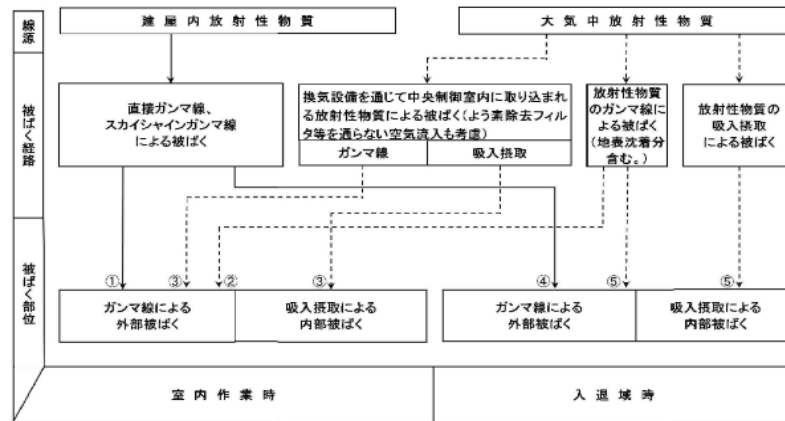 線源
建屋内放射性物質
大気中放射性物質
被ばく経路
直接ガンマ線、
スカイシャインガンマ線
による被ばく
換気設備を通じて中央制御室内に取り込まれ
る放射性物質による被ばく(よう素除去フィル
タ等を通らない空気流入も考慮)
ガンマ線
吸入摂取
放射性物質
のガンマ線に
よる被ばく
(地表沈着分
含む。)
放射性物質の
吸入摂取
による被ばく
被ばく部位
①
③
②
③
④
⑤
⑤
ガンマ線による
外部被ばく
吸入摂取による
内部被ばく
ガンマ線による
外部被ばく
吸入摂取による
内部被ばく
室内作業時
入退域時